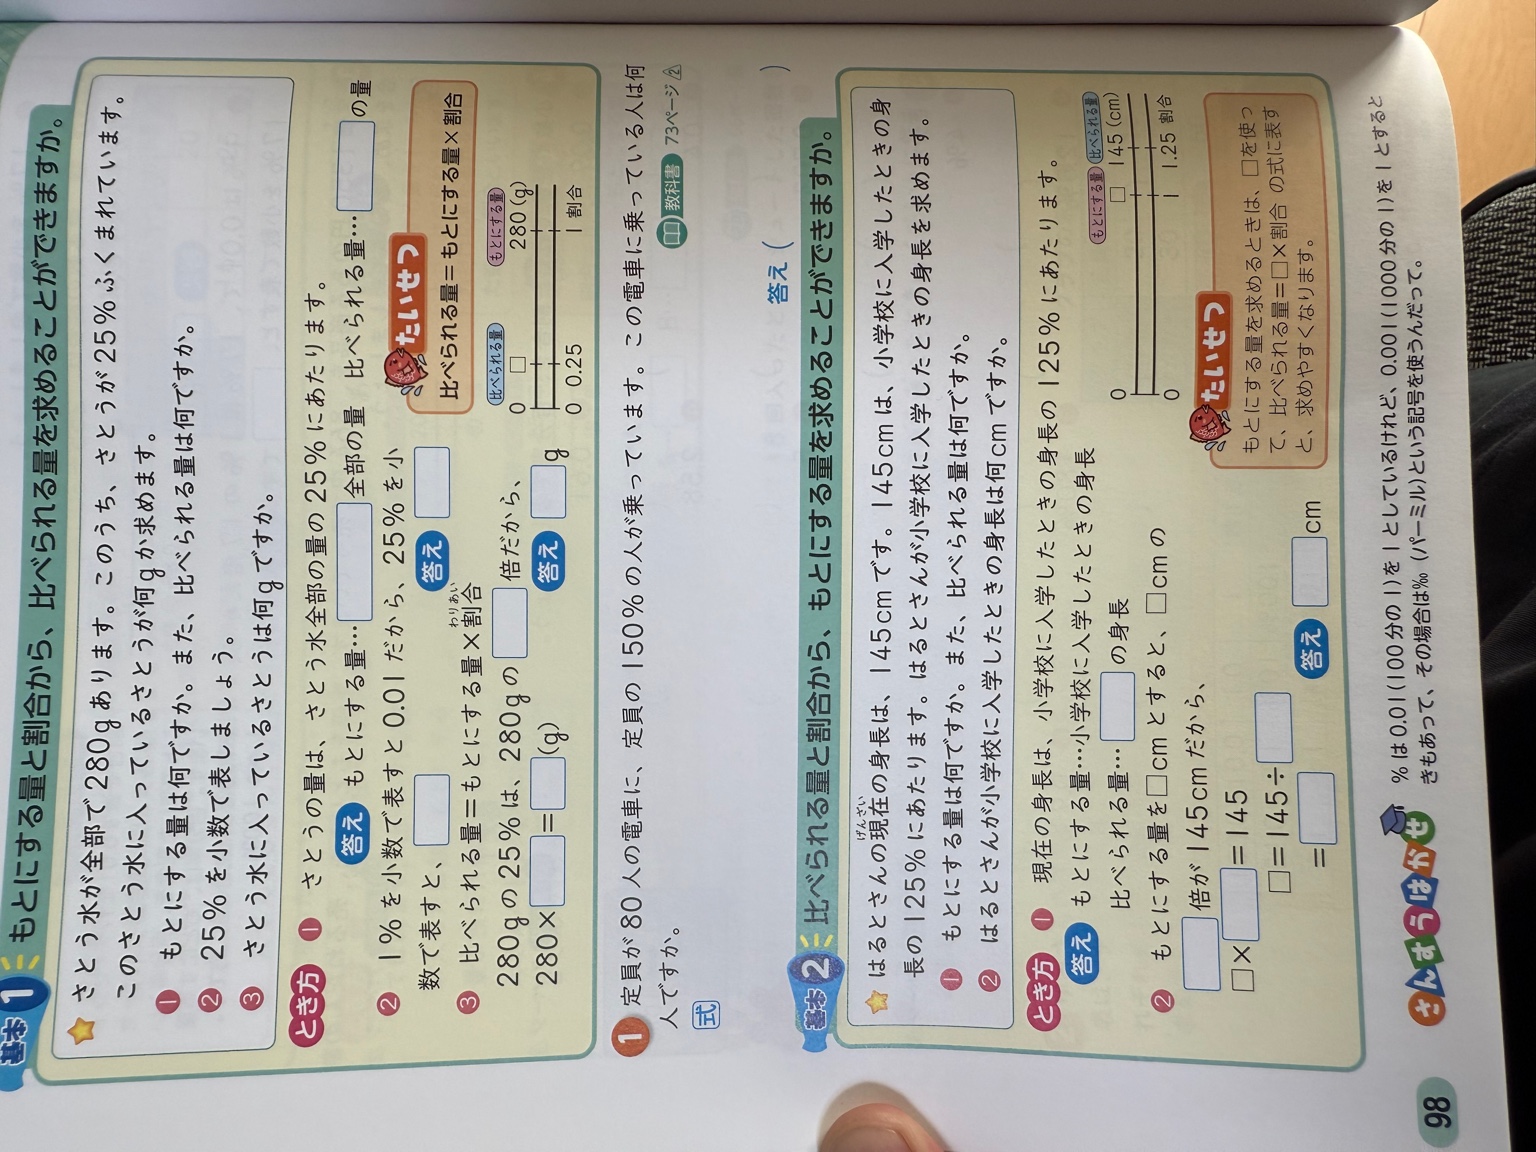 基本1 もとにする量と割合から、比べられる量を求めることができますか。
さとう水が全部で280gあります。このうち、さとうが25%ふくまれています。
このさとう水に入っているさとうが何gか求めます。
1 もとにする量は何ですか。また、比べられる量は何ですか。
2 25%を小数で表しましょう。
3 さとう水に入っているさとうは何gですか。
とき方 1 さとうの量は、さとう水全部の量の25%にあたります。
答え もとにする量…□全部の量 比べられる量…□の量
2 1%を小数で表すと0.01だから、25%を小
数で表すと、□ 答え □
3 比べられる量=もとにする量×割合
わりあい
280gの25%は、280gの□倍だから、
280×□=□(g) 答え □g
たいせつ
比べられる量=もとにする量×割合
比べられる量 もとにする量
0 □ 280(g)
0 0.25 1 割合
1 定員が80人の電車に、定員の150%の人が乗っています。この電車に乗っている人は何
人ですか。
教科書 73ページ 2
式
答え( )
基本2 比べられる量と割合から、もとにする量を求めることができますか。
はるとさんの現在の身長は、145cmです。145cmは、小学校に入学したときの身
げんざい
長の125%にあたります。はるとさんが小学校に入学したときの身長を求めます。
1 もとにする量は何ですか。また、比べられる量は何ですか。
2 はるとさんが小学校に入学したときの身長は何cmですか。
とき方 1 現在の身長は、小学校に入学したときの身長の125%にあたります。
答え もとにする量…小学校に入学したときの身長
比べられる量…□の身長
2 もとにする量を□cmとすると、□cmの
□倍が145cmだから、
□×□=145
□=145÷□
=□ 答え □cm
もとにする量 比べられる量
0 □ 145(cm)
0 1 1.25 割合
たいせつ
もとにする量を求めるときは、□を使っ
て、比べられる量=□×割合 の式に表す
と、求めやすくなります。
98
さんすうはかせ
%は0.01(100分の1)を1としているけれど、0.001(1000分の1)を1とすると
きもあって、その場合は‰(パーミル)という記号を使うんだって。